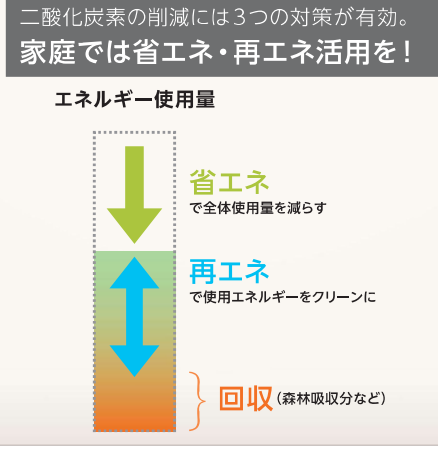 二酸化炭素の削減には3つの対策が有効。
家庭では省エネ・再エネ活用を!
エネルギー使用量
省エネ
で全体使用量を減らす
再エネ
で使用エネルギーをクリーンに
回収(森林吸収分など)